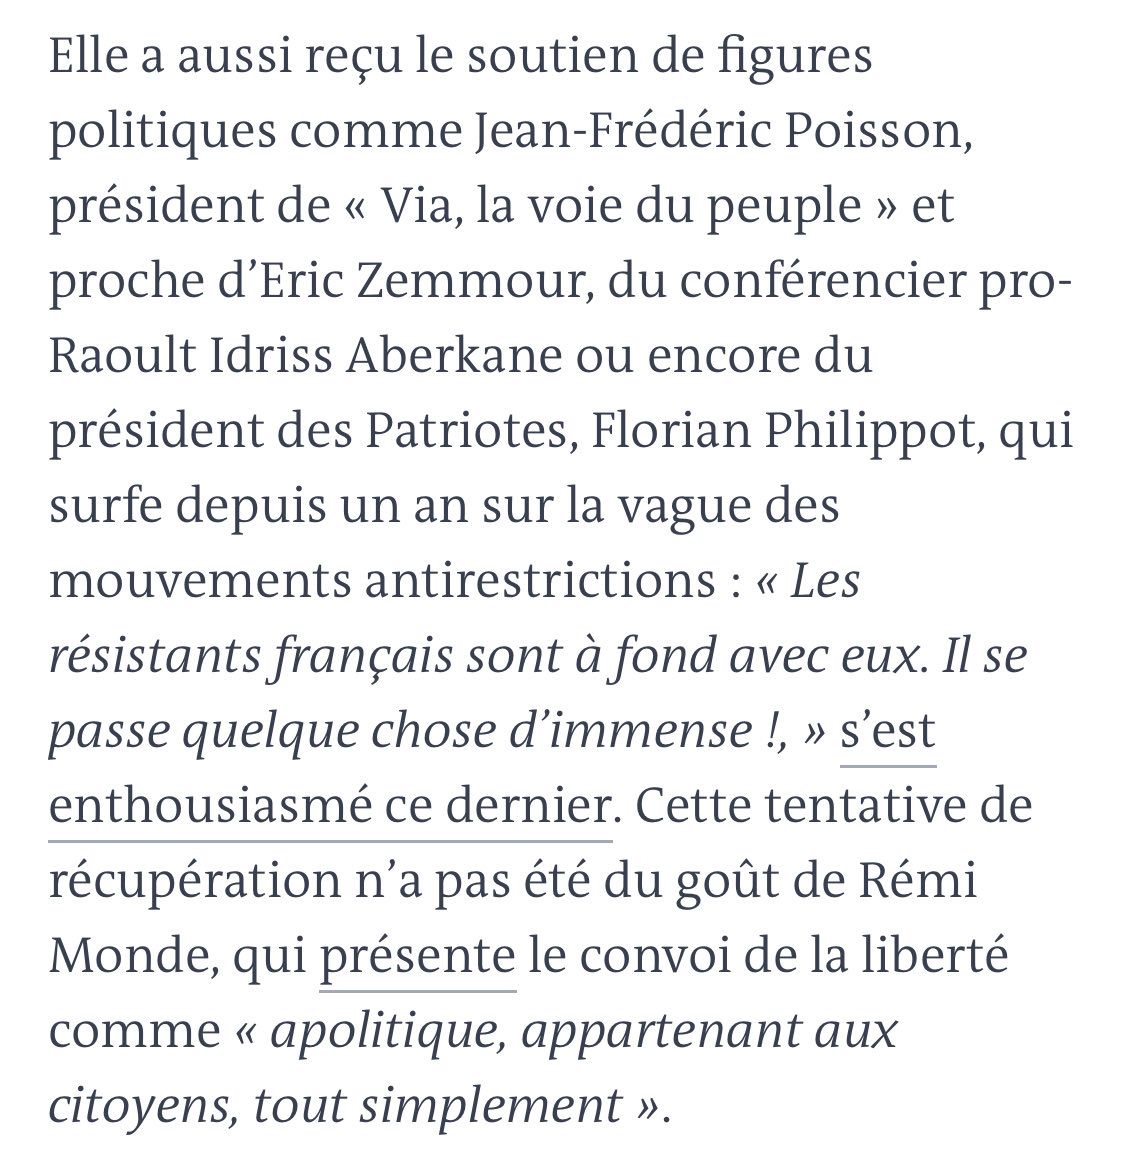 Elle a aussi reçu le soutien de figures
politiques comme Jean-Frédéric Poisson,
président de « Via, la voie du peuple » et
proche d’Eric Zemmour, du conférencier pro-
Raoult Idriss Aberkane ou encore du
président des Patriotes, Florian Philippot, qui
surfe depuis un an sur la vague des
mouvements antirestrictions : « Les
résistants français sont à fond avec eux. Il se
passe quelque chose d’immense !, » s’est
enthousiasmé ce dernier. Cette tentative de
récupération n’a pas été du goût de Rémi
Monde, qui présente le convoi de la liberté
comme « apolitique, appartenant aux
citoyens, tout simplement ».